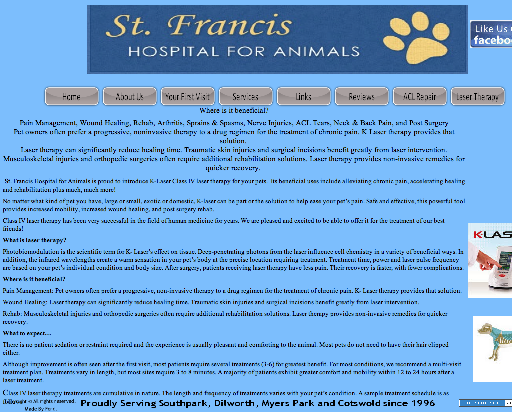 St. Francis
HOSPITAL FOR ANIMALS
Like Us
facebo
Home
About Us
Your First Visit
Services
Links
Reviews
ACL Repair
Laser Therapy
Where is it beneficial?
Pain Management, Wound Healing, Rehab, Arthritis, Sprains & Spasms, Nerve Injuries, ACL Tears, Neck & Back Pain, and Post Surgery
Pet owners often prefer a progressive, noninvasive therapy to a drug regimen for the treatment of chronic pain. K-Laser therapy provides that
solution.
Laser therapy can significantly reduce healing time. Traumatic skin injuries and surgical incisions benefit greatly from laser intervention.
Musculoskeletal injuries and orthopedic surgeries often require additional rehabilitation solutions. Laser therapy provides non-invasive remedies for
quicker recovery.
St. Francis Hospital for Animals is proud to introduce K-Laser Class IV laser therapy for your pets. Its beneficial uses include alleviating chronic pain, accelerating healing
and rehabilitation plus much, much more!
No matter what kind of pet you have, large or small, exotic or domestic, K-laser can be part or the solution to help ease your pet's pain. Safe and effective, this powerful tool
provides increased mobility, increased wound healing, and post surgery rehab.
Class IV laser therapy has been very successful in the field of human medicine for years. We are pleased and excited to be able to offer it for the treatment of our best
friends!
What is laser therapy?
Photobiomodulation is the scientific term for K-Laser's effect on tissue. Deep-penetrating photons from the laser influence cell chemistry in a variety of beneficial ways. In
addition, the infrared wavelengths create a warm sensation in your pet's body at the precise location requiring treatment. Treatment time, power and laser pulse frequency
are based on your pet's individual condition and body size. After surgery, patients receiving laser therapy have less pain. Their recovery is faster, with fewer complications.
Where is it beneficial?
Pain Management: Pet owners often prefer a progressive, non-invasive therapy to a drug regimen for the treatment of chronic pain. K-Laser therapy provides that solution.
Wound Healing: Laser therapy can significantly reduce healing time. Traumatic skin injuries and surgical incisions benefit greatly from laser intervention.
Rehab: Musculoskeletal injuries and orthopedic surgeries often require additional rehabilitation solutions. Laser therapy provides non-invasive remedies for quicker
recovery.
What to expect...
There is no patient sedation or restraint required and the experience is usually pleasant and comforting to the animal. Most pets do not need to have their hair clipped
either.
Although improvement is often seen after the first visit, most patients require several treatments (3-6) for greatest benefit. For most conditions, we recommend a multi-visit
treatment plan. Treatments vary in length, but most sites require 3 to 8 minutes. A majority of patients exhibit greater comfort and mobility within 12 to 24 hours after a
laser treatment
Class IV laser therapy treatments are cumulative in nature. The length and frequency of treatments varies with your pet's condition. A sample treatment schedule is as
all rights reserved.
Made By
Proudly Serving Southpark, Dilworth, Myers Park and Cotswold since 1996
KLAS